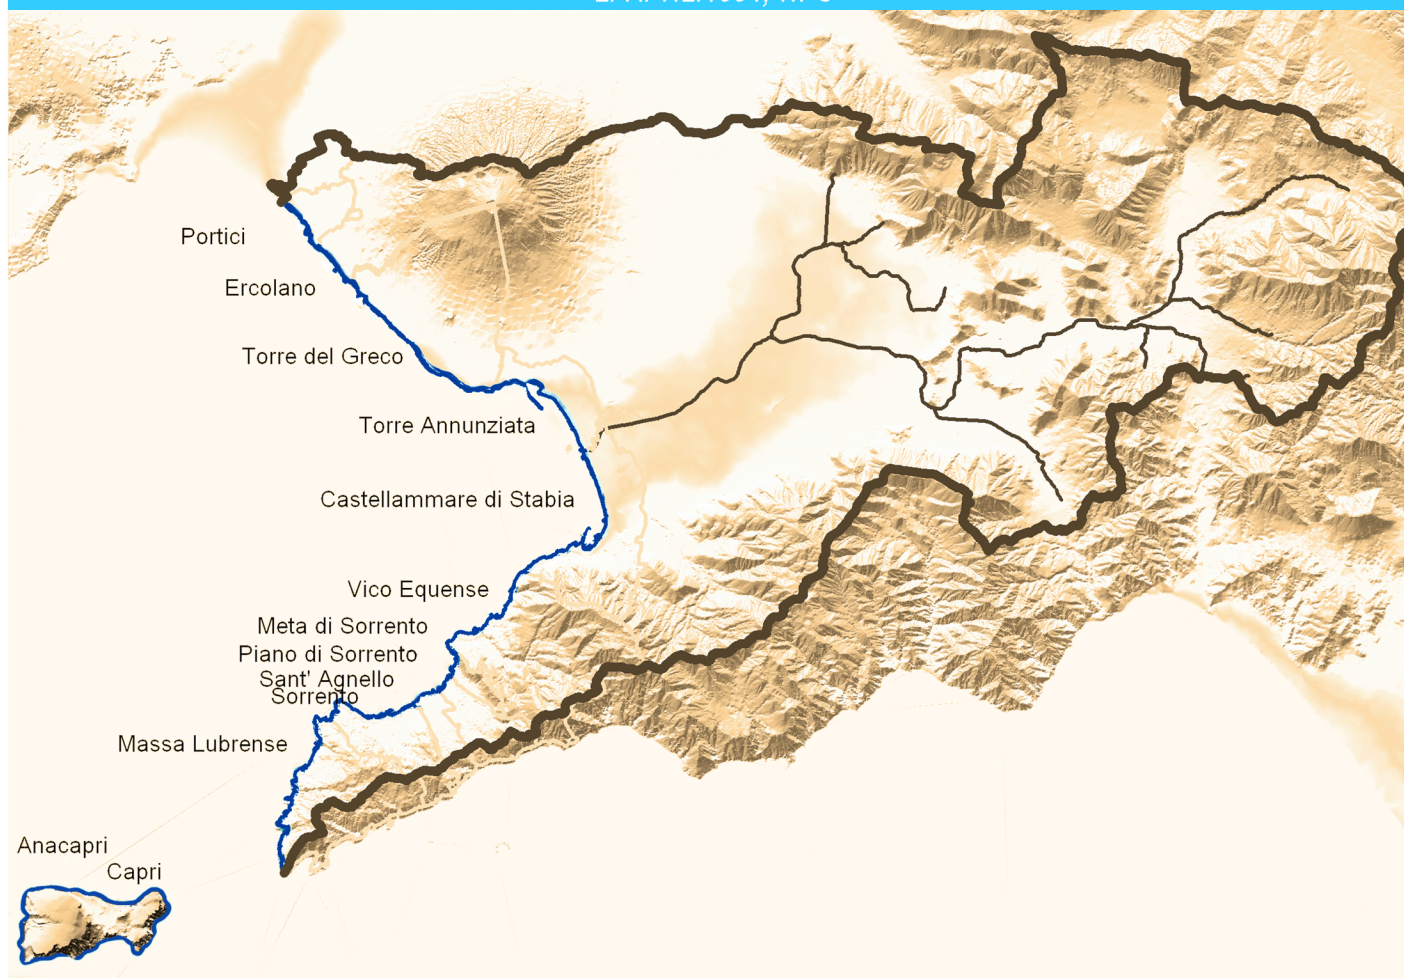 Portici
Ercolano
Torre del Greco
Torre Annunziata
Castellammare di Stabia
Vico Equense
Meta di Sorrento
Piano di Sorrento
Sant' Agnello
Sorrento
Massa Lubrense
Anacapri
Capri